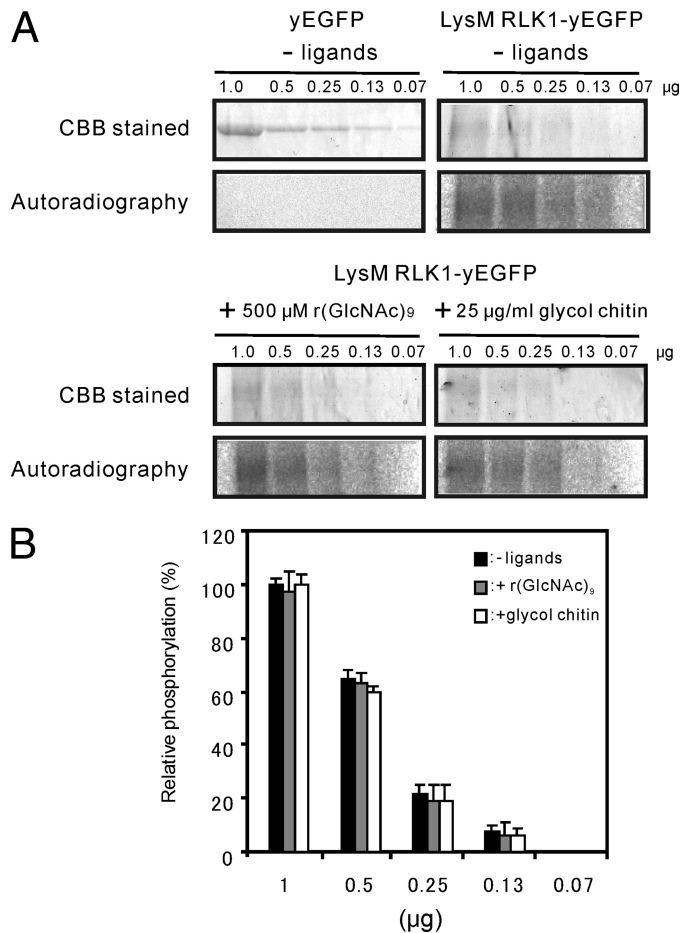 A
yEGFP LysM RLK1-yEGFP
- ligands - ligands
1.0 0.5 0.25 0.13 0.07 1.0 0.5 0.25 0.13 0.07 µg
CBB stained
Autoradiography
LysM RLK1-yEGFP
+ 500 µM r(GlcNAc)₉ + 25 µg/ml glycol chitin
1.0 0.5 0.25 0.13 0.07 1.0 0.5 0.25 0.13 0.07 µg
CBB stained
Autoradiography
B
Relative phosphorylation (%)
120
100
80
60
40
20
0
:- ligands
:+ r(GlcNAc)₉
:+glycol chitin
1 0.5 0.25 0.13 0.07
(µg)